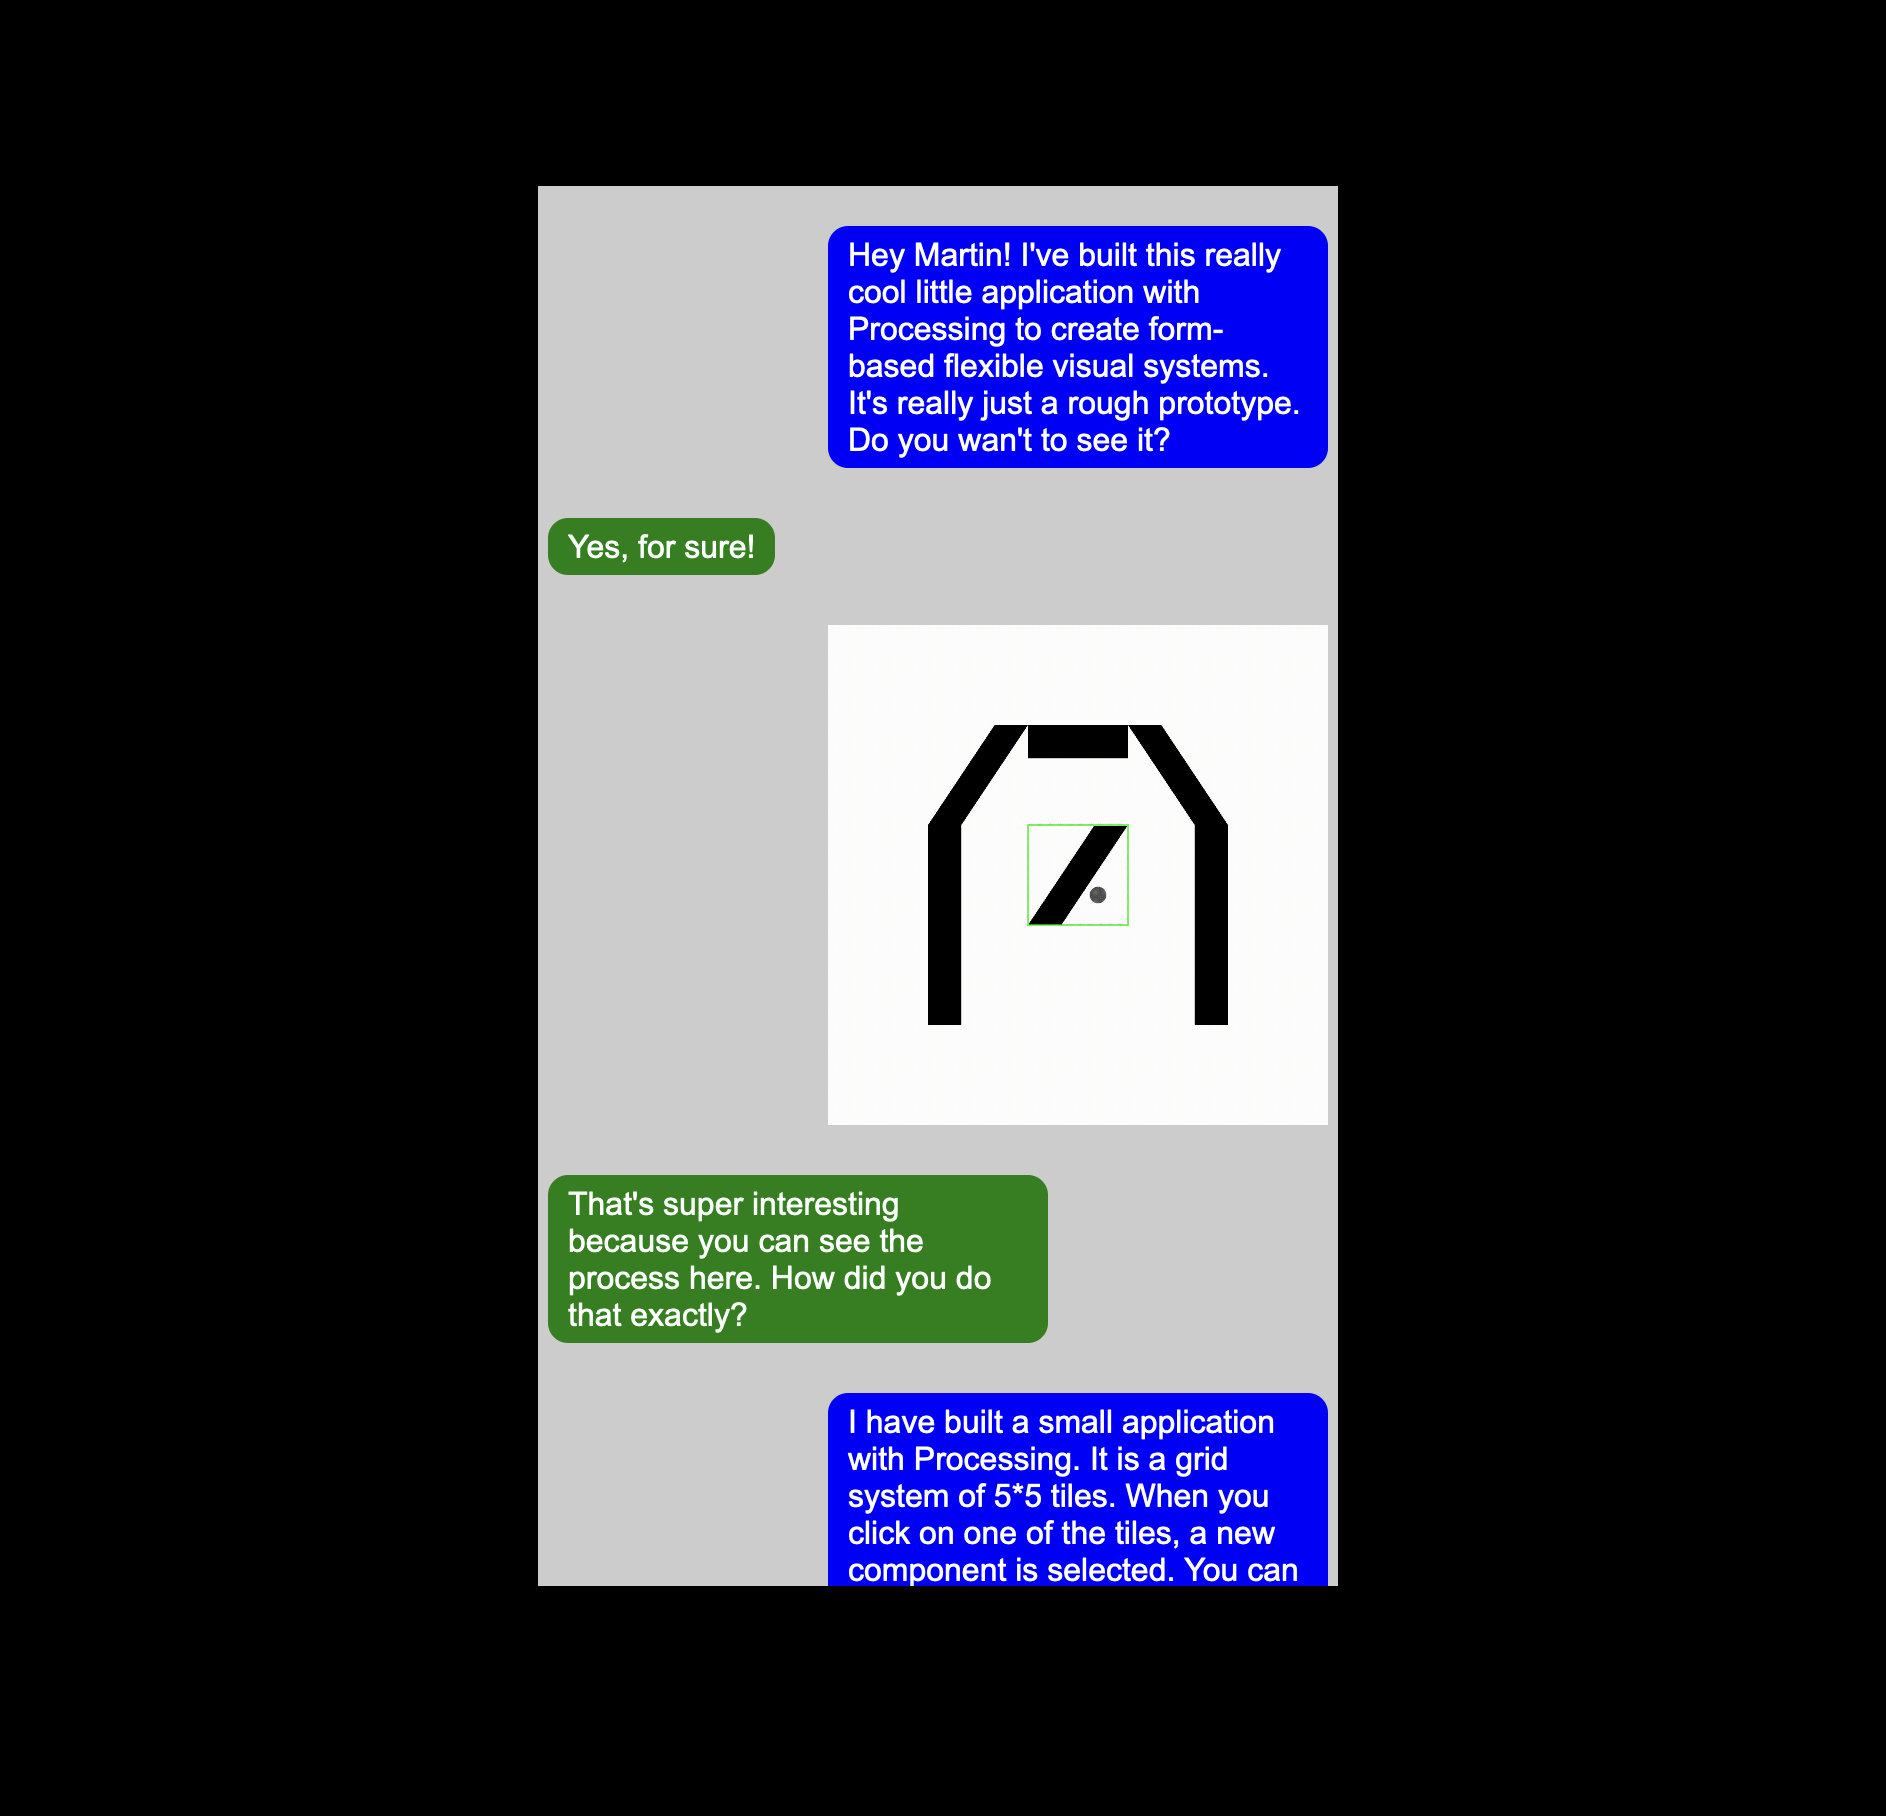 Hey Martin! I've built this really
cool little application with
Processing to create form-
based flexible visual systems.
It's really just a rough prototype.
Do you wan't to see it?
Yes, for sure!
That's super interesting
because you can see the
process here. How did you do
that exactly?
I have built a small application
with Processing. It is a grid
system of 5*5 tiles. When you
click on one of the tiles, a new
component is selected. You can